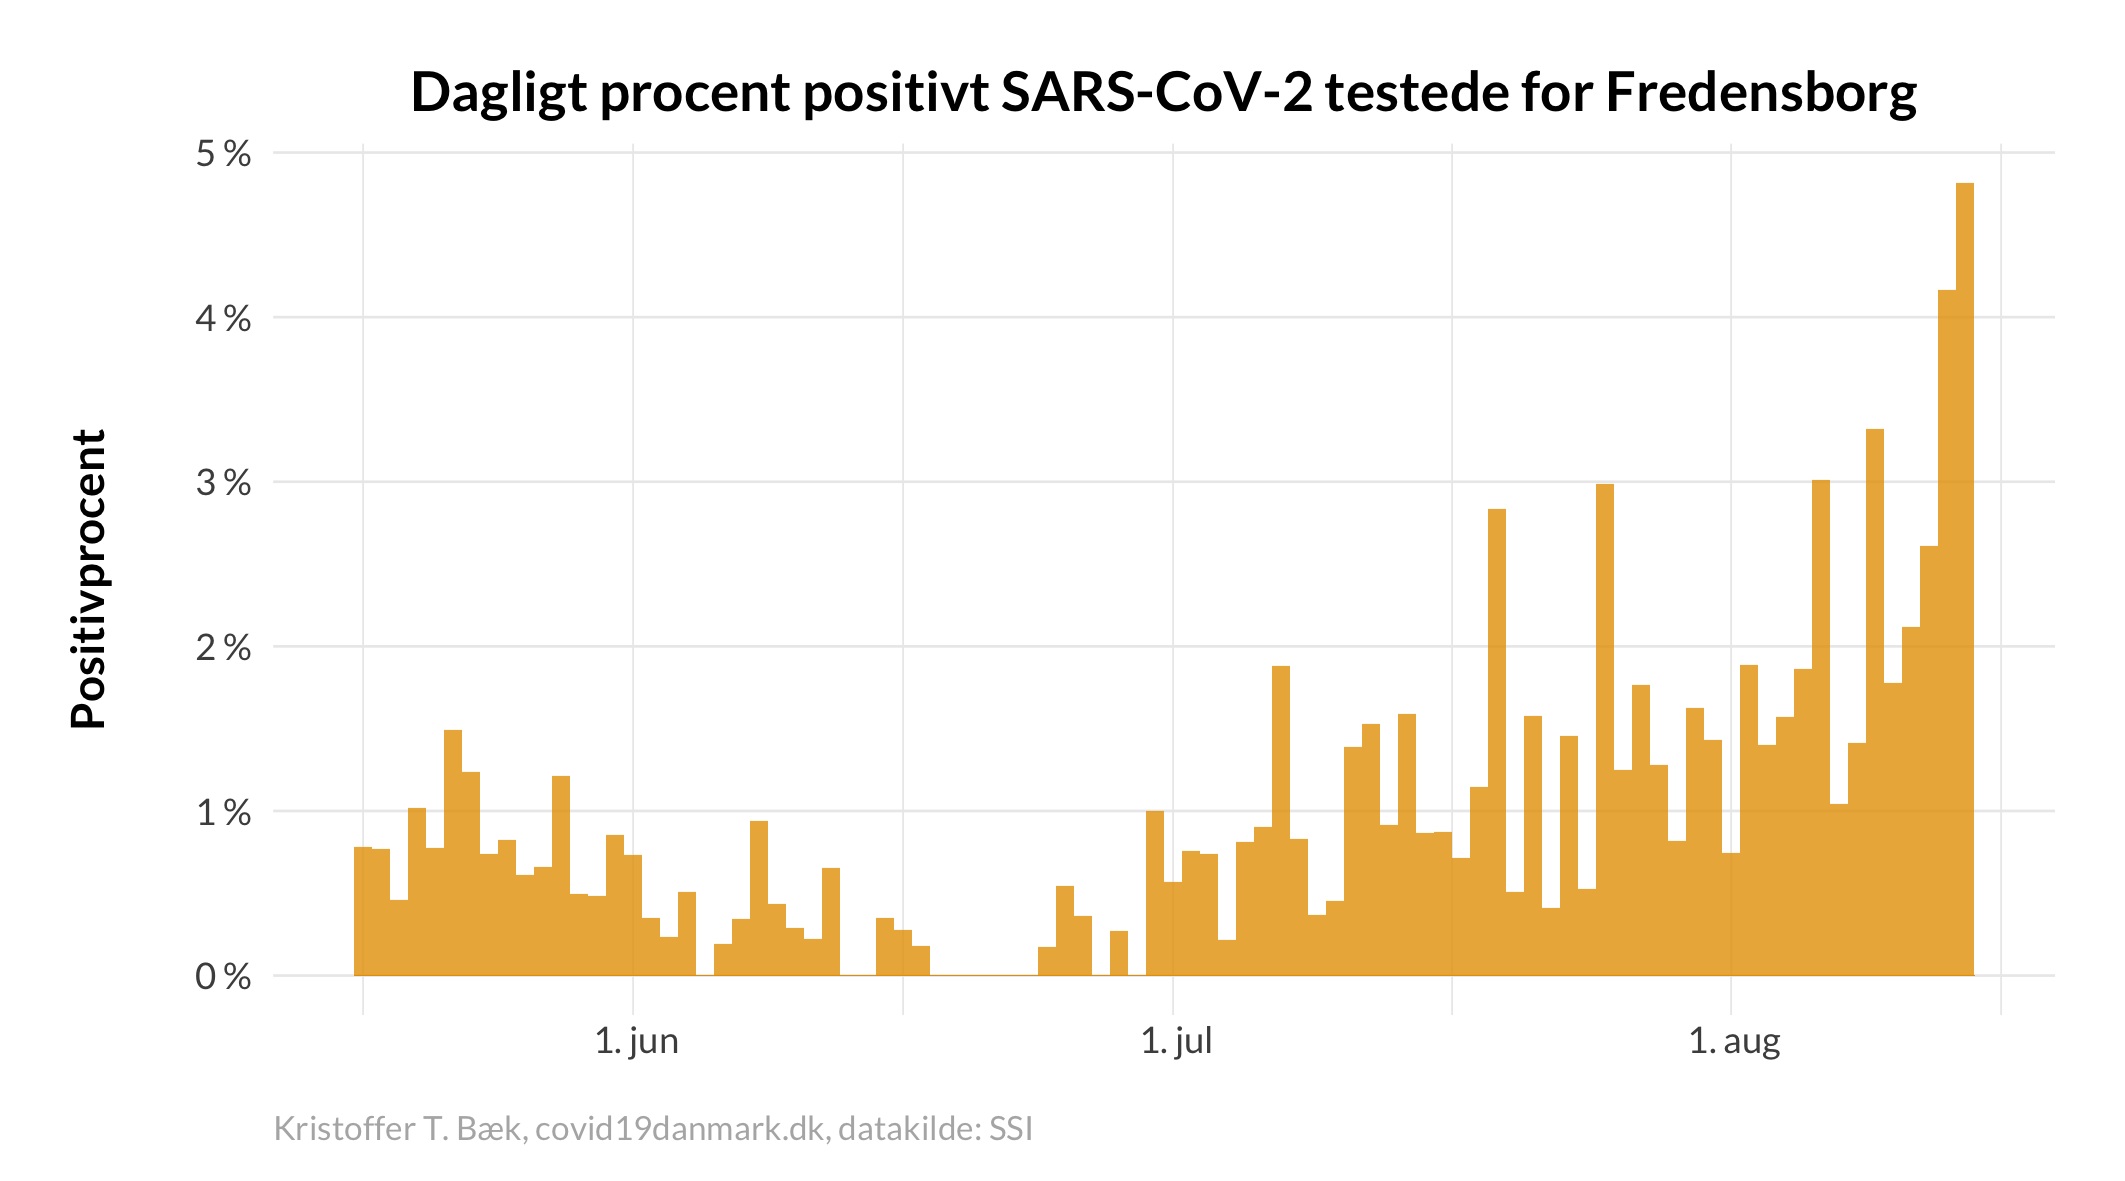 Dagligt procent positivt SARS-CoV-2 testede for Fredensborg
5 %
4 %
3 %
2 %
1 %
0 %
Positivprocent
1. jun
1. jul
1. aug
Kristoffer T. Bæk, covid19danmark.dk, datakilde: SSI